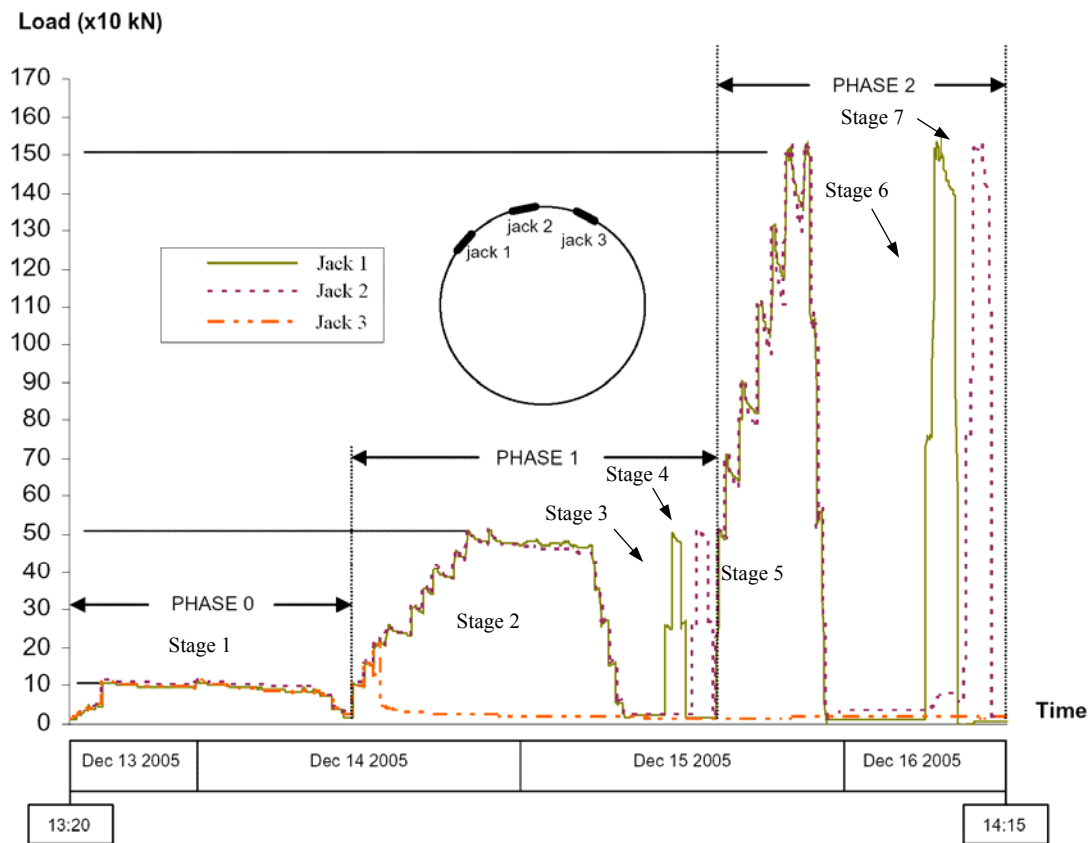 Load (x10 kN)
170
160
150
140
130
120
110
100
90
80
70
60
50
40
30
20
10
0
PHASE 2
Stage 7
Stage 6
jack 2
jack 1
jack 3
Jack 1
Jack 2
Jack 3
PHASE 1
Stage 4
Stage 3
Stage 5
PHASE 0
Stage 2
Stage 1
Time
Dec 13 2005
Dec 14 2005
Dec 15 2005
Dec 16 2005
13:20
14:15